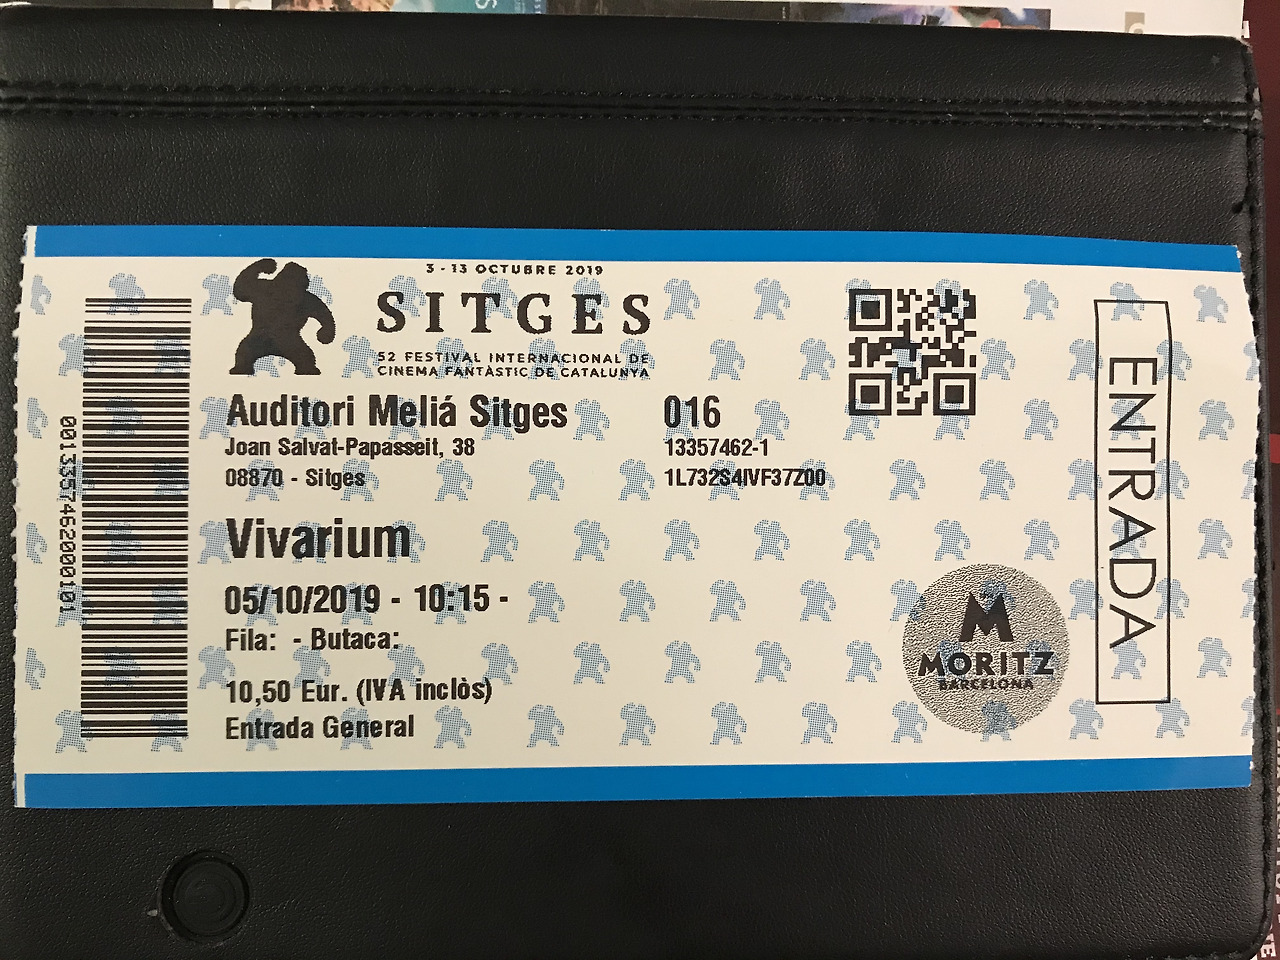 3 - 13 OCTUBRE 2019
SITGES
52 FESTIVAL INTERNACIONAL DE
CINEMA FANTÀSTIC DE CATALUNYA
Auditori Meliá Sitges
Joan Salvat-Papasseit, 38
08870 - Sitges
016
13357462-1
1L732S4IVF37Z00
Vivarium
05/10/2019 - 10:15 -
Fila: - Butaca:
10,50 Eur. (IVA inclòs)
Entrada General
0013357462000101
M
MORITZ
BARCELONA
ENTRADA